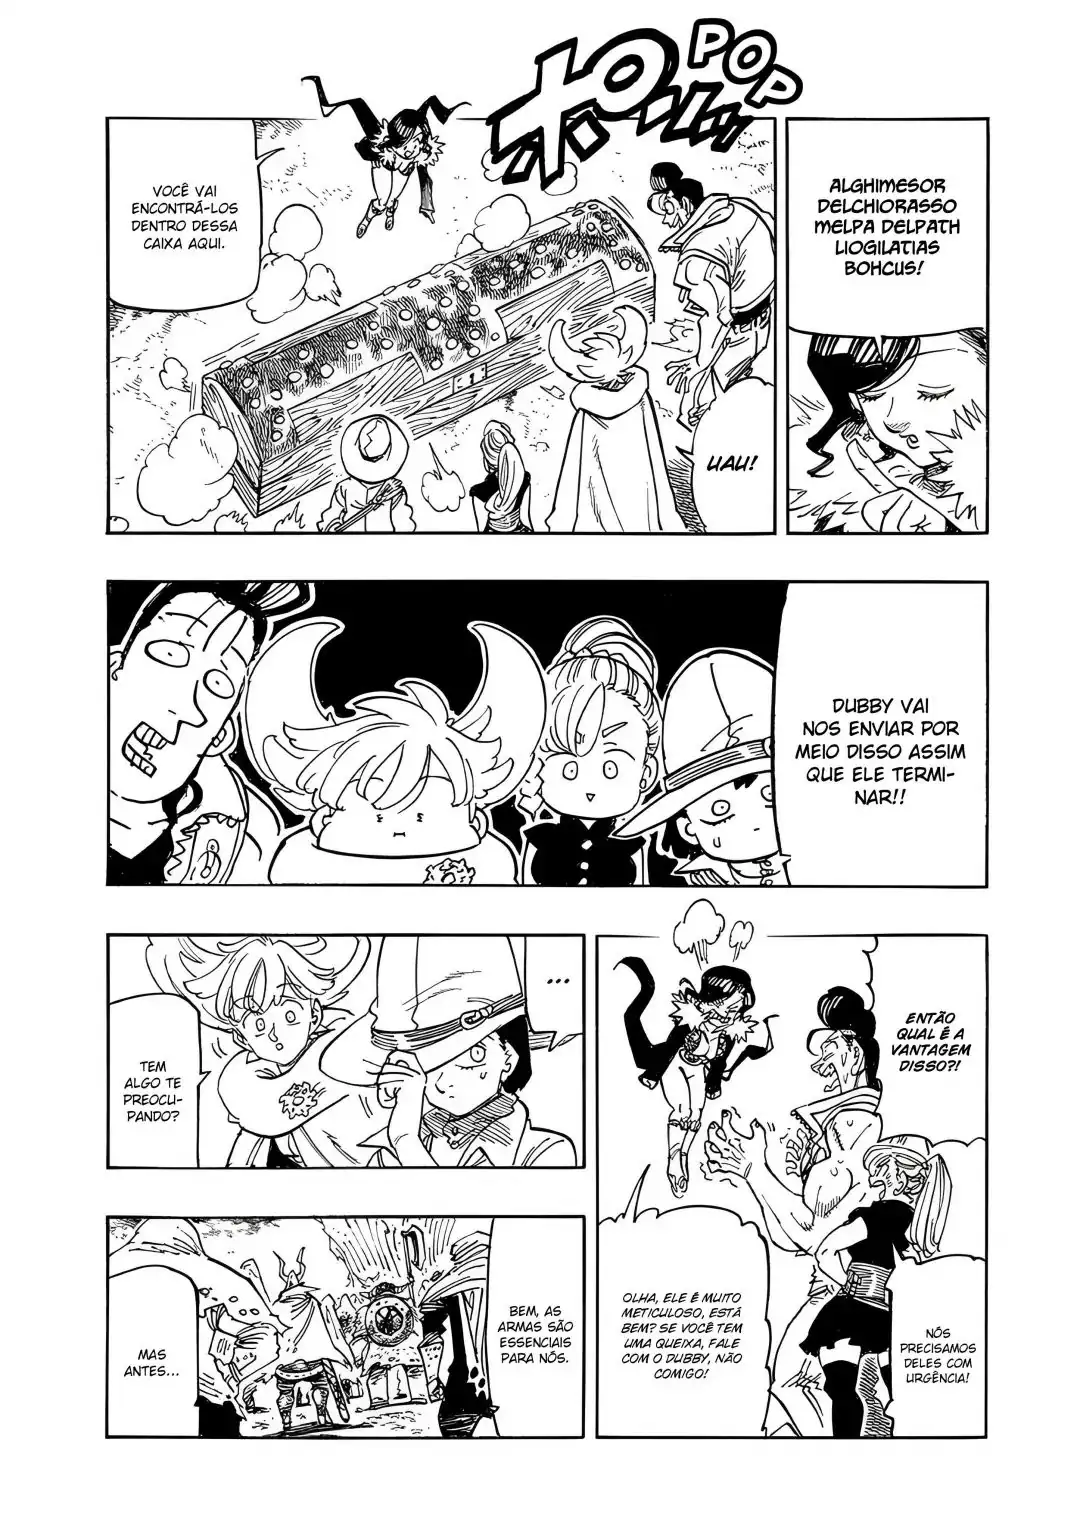 ALGHIMESOR
DELCHIORASSO
MELPA DELPATH
LIOGILATIAS
BOHCUS!
POP
VOCÊ VAI
ENCONTRÁ-LOS
DENTRO DESSA
CAIXA AQUI.
UAU!
DUBBY VAI
NOS ENVIAR POR
MEIO DISSO ASSIM
QUE ELE TERMI-
NAR!!
ENTÃO
QUAL É A
VANTAGEM
DISSO?!
NÓS
PRECISAMOS
DELES COM
URGÊNCIA!
OLHA, ELE É MUITO
METICULOSO, ESTÁ
BEM? SE VOCÊ TEM
UMA QUEIXA, FALE
COM O DUBBY, NÃO
COMIGO!
...
TEM
ALGO TE
PREOCU-
PANDO?
BEM, AS
ARMAS SÃO
ESSENCIAIS
PARA NÓS.
MAS
ANTES...